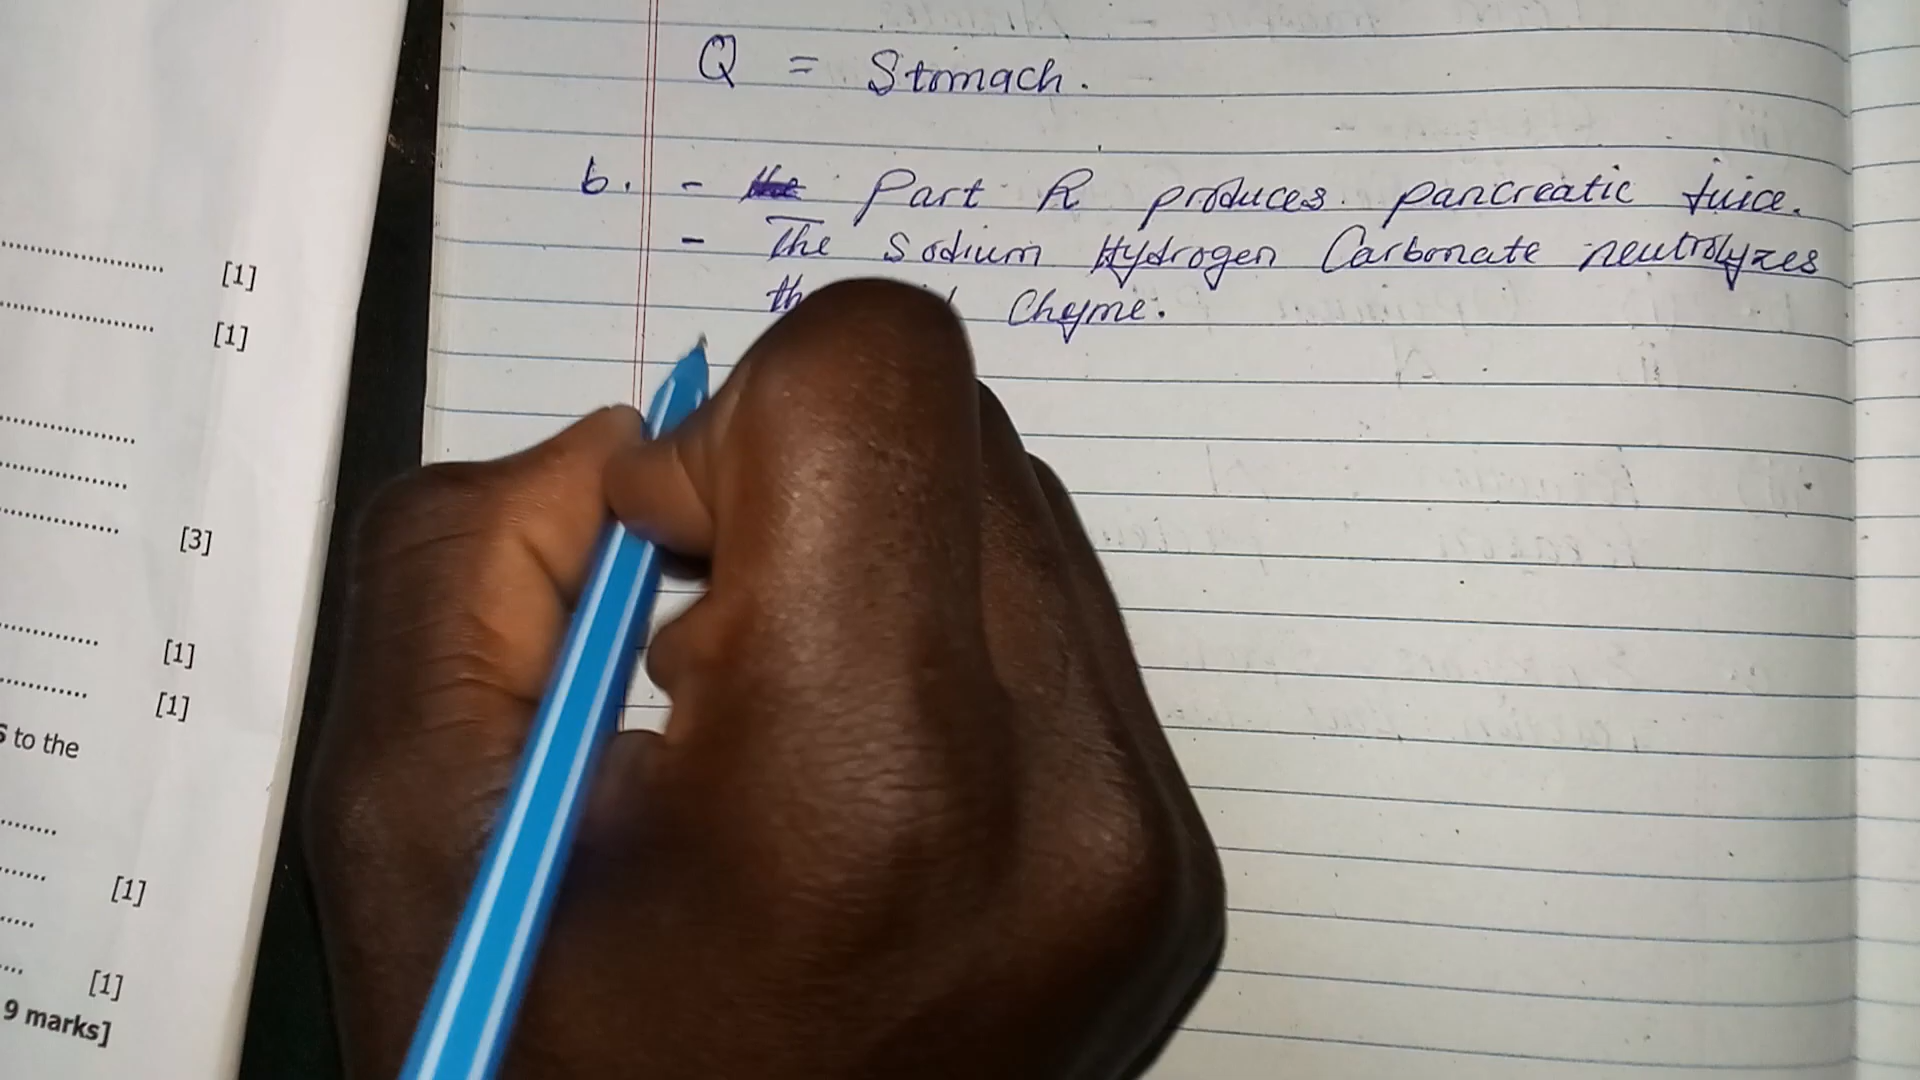 Q = Stomach.
b. - Part R produces pancreatic juice.
- The Sodium Hydrogen Carbonate neutrolyzes
Chyme.
[1]
[1]
[3]
[1]
[1]
to the
[1]
[1]
9 marks]